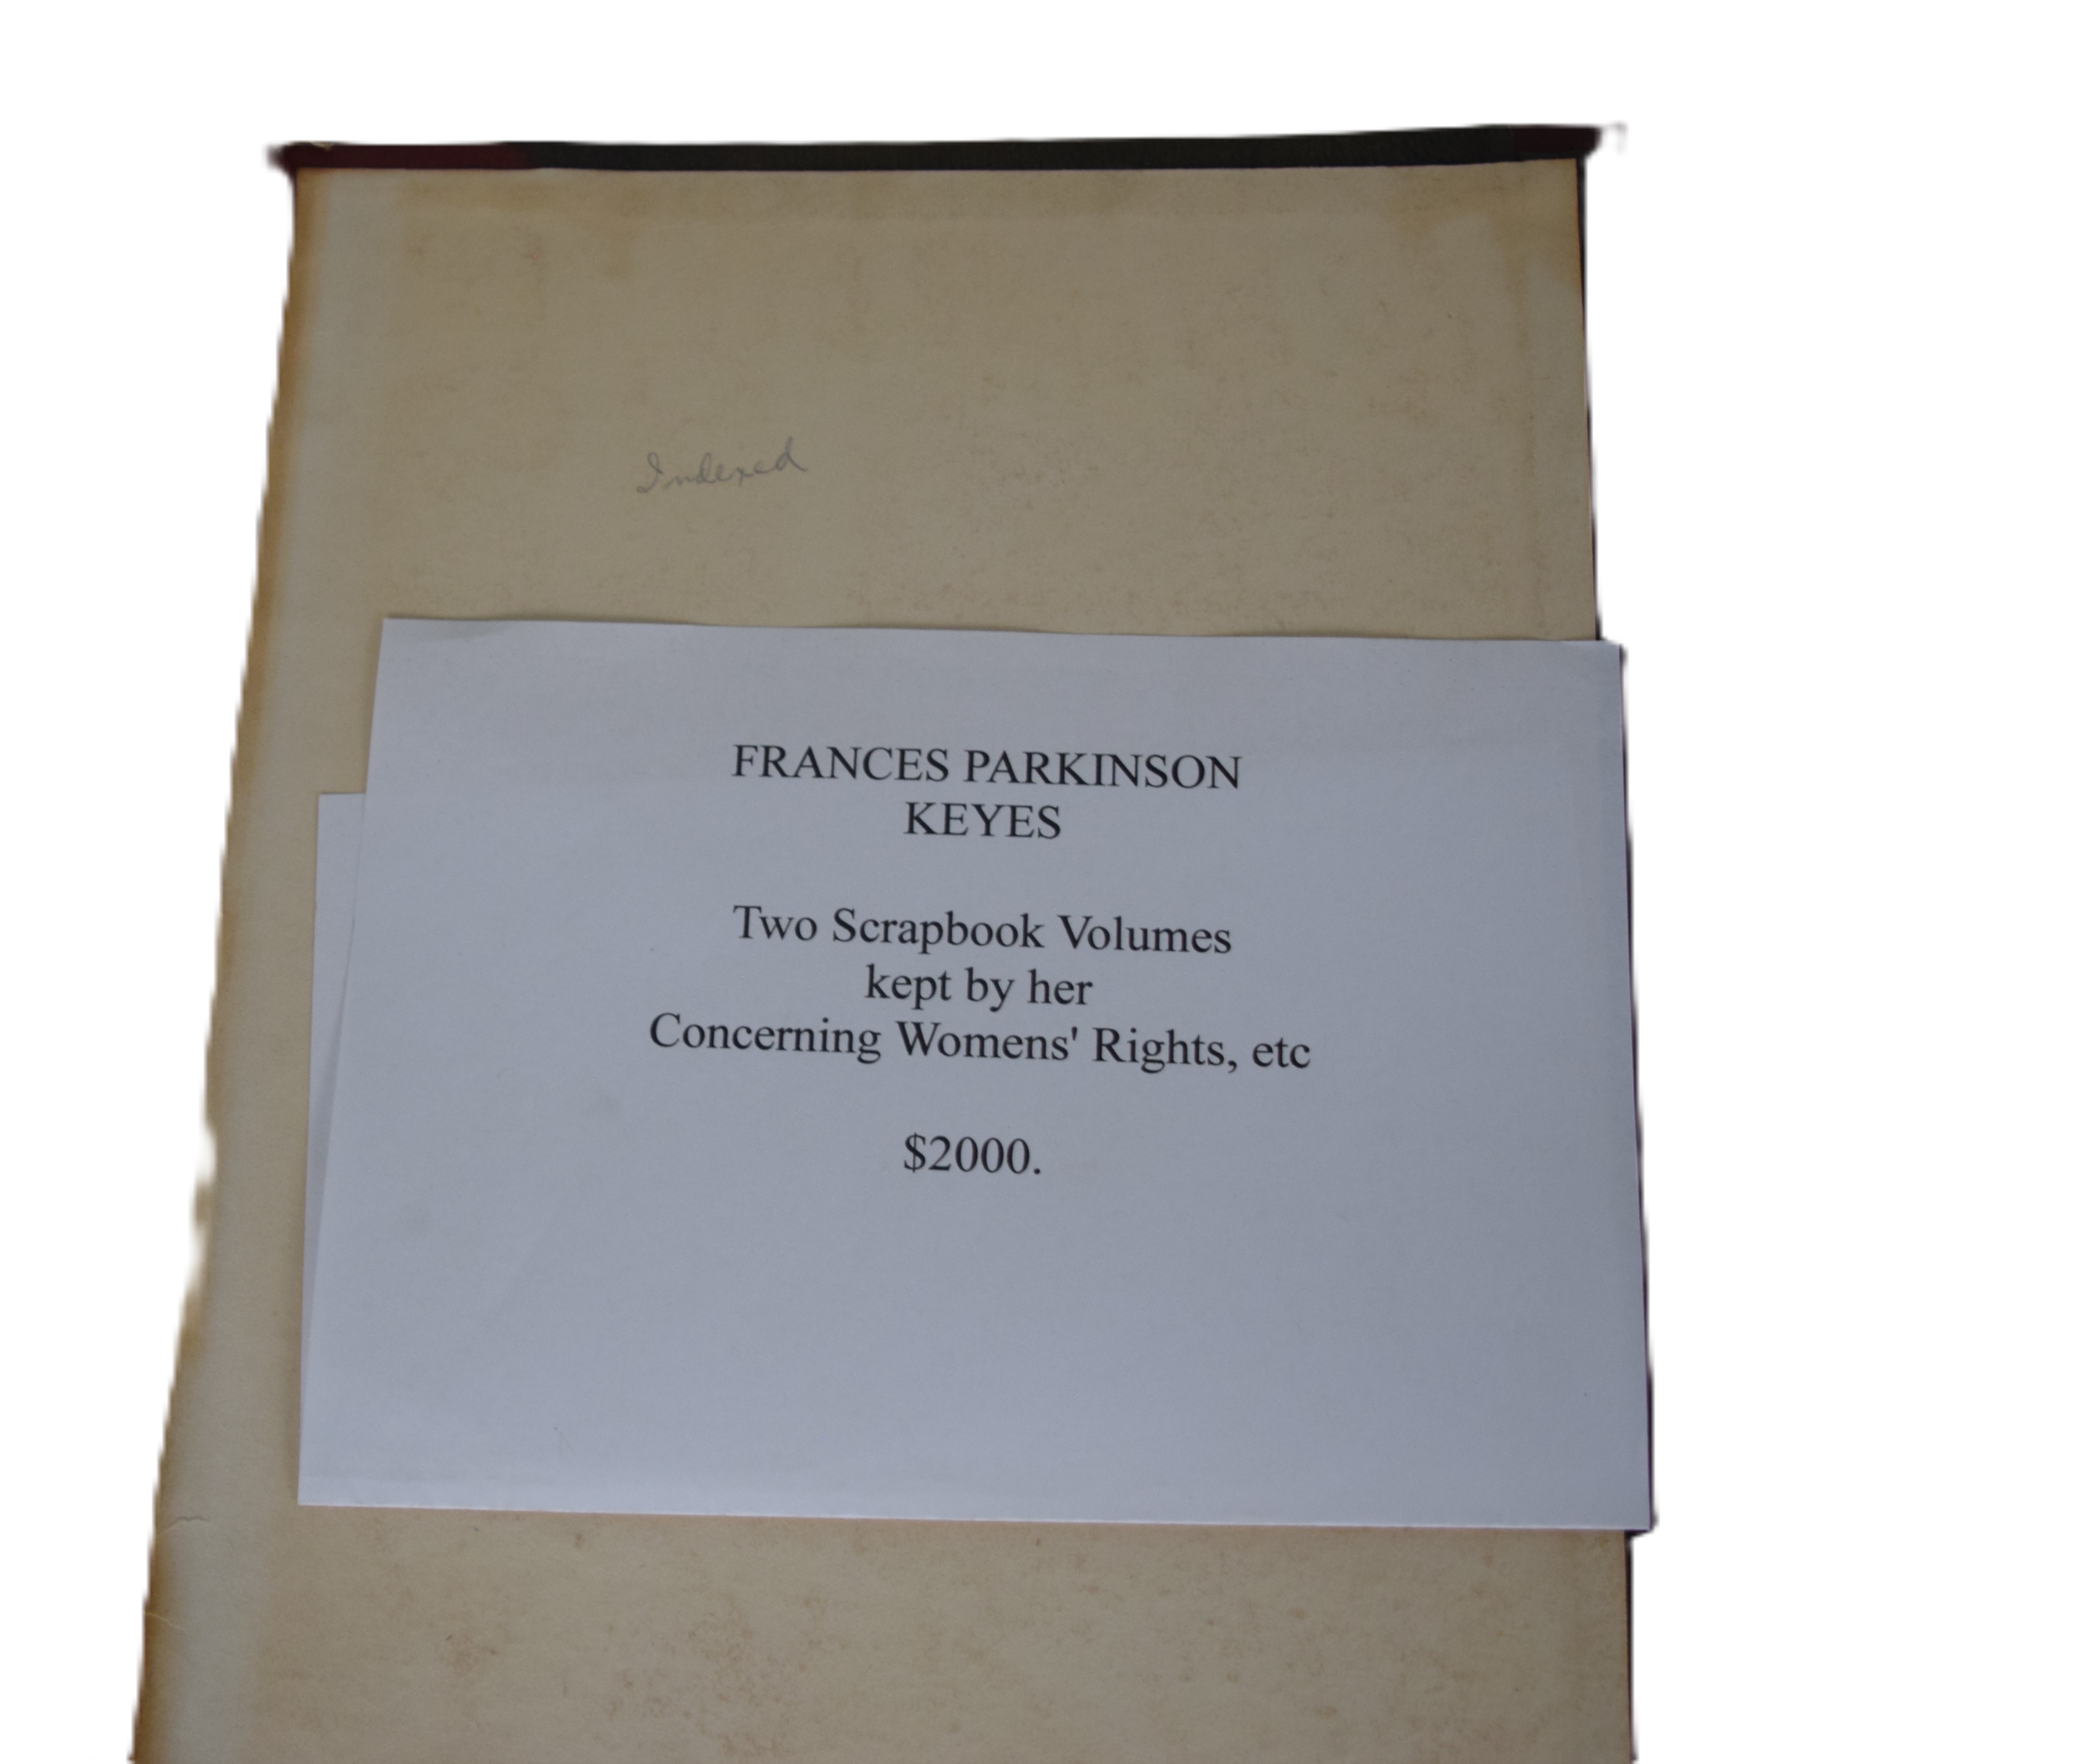 Indexed
FRANCES PARKINSON
KEYES
Two Scrapbook Volumes
kept by her
Concerning Womens' Rights, etc
$2000.